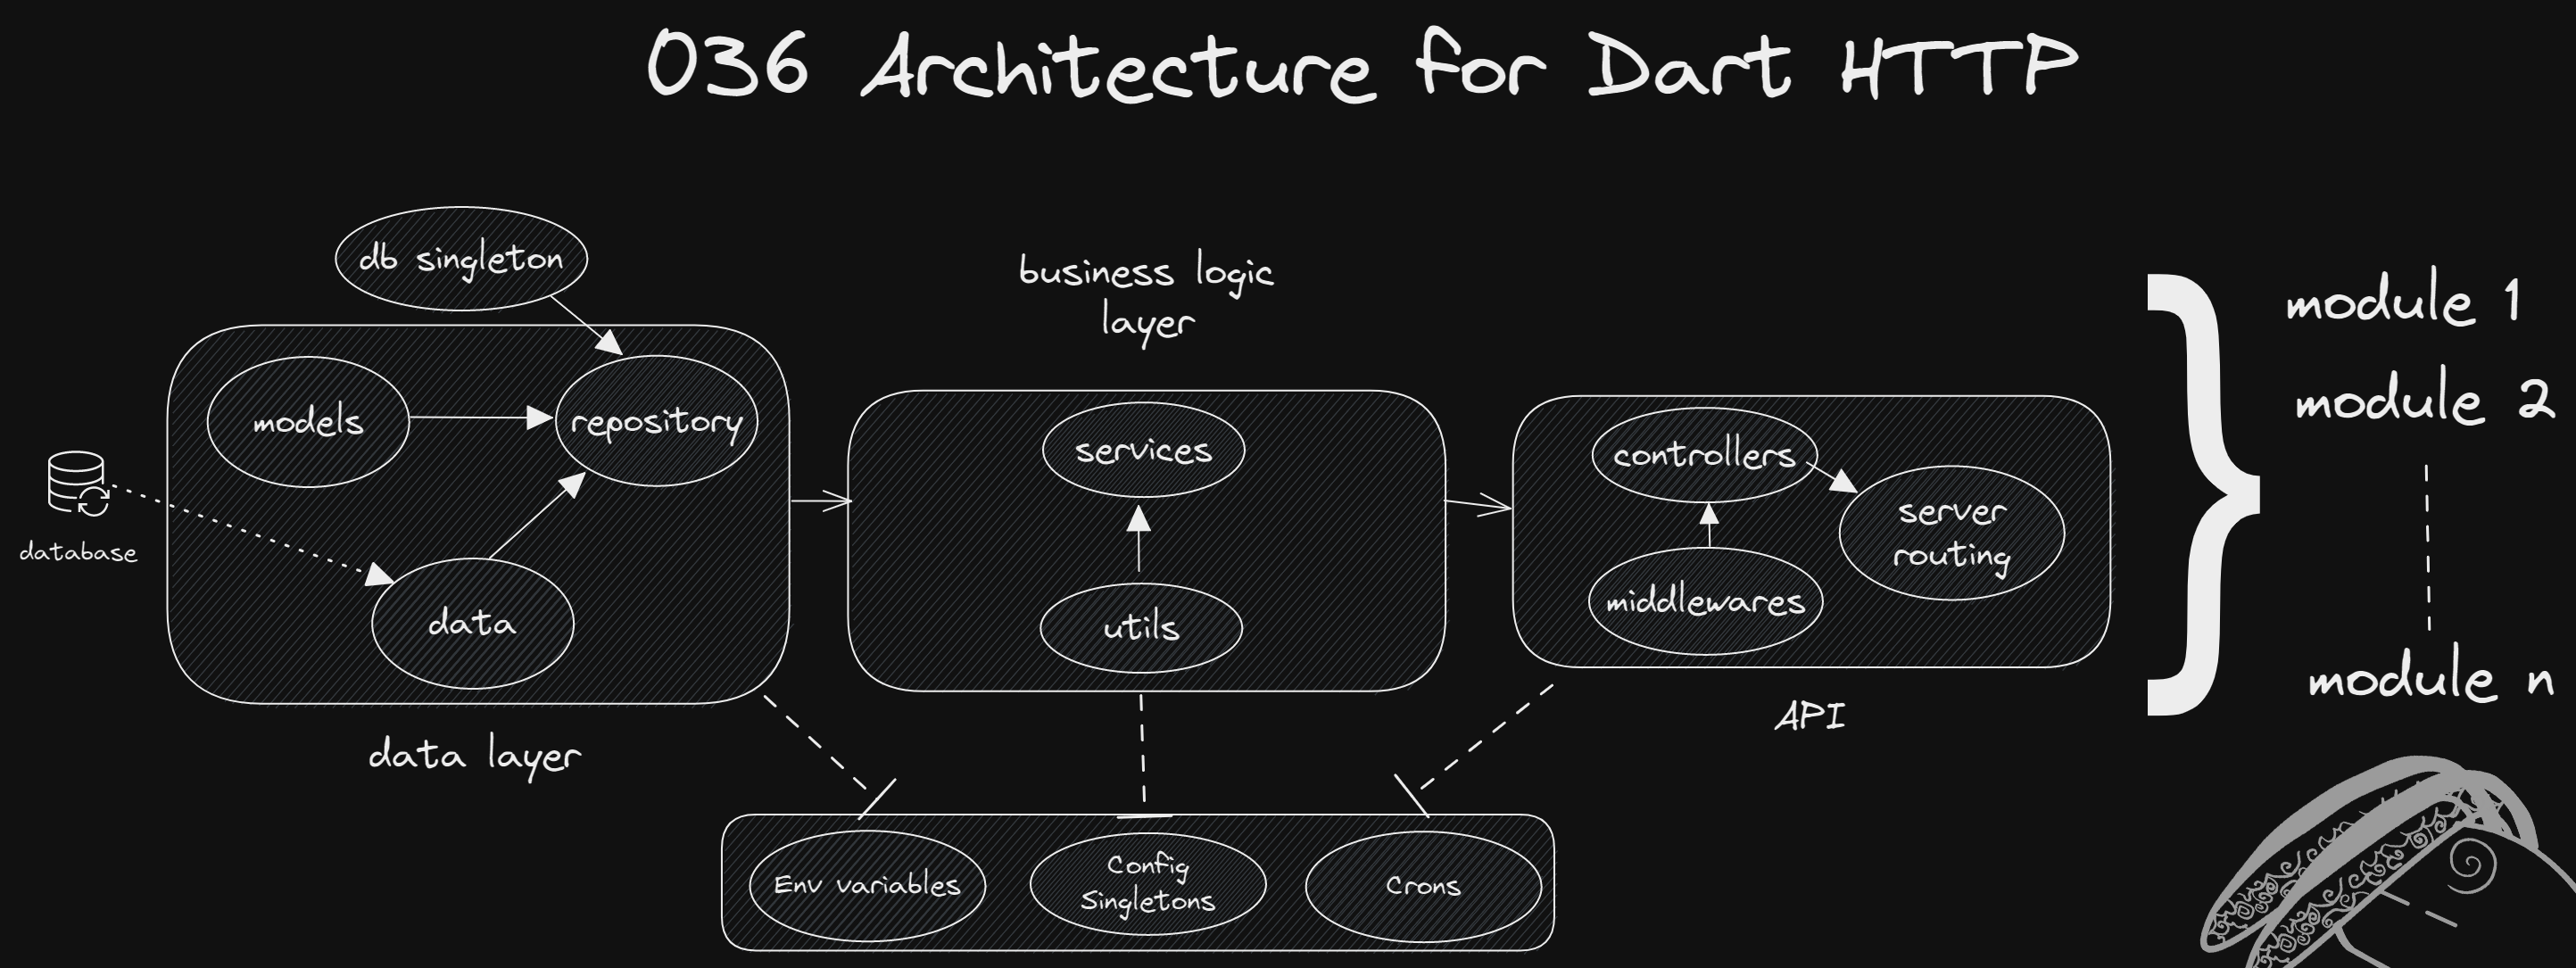 036 Architecture for Dart HTTP
db singleton
models
repository
database
data
data layer
business logic
layer
services
utils
controllers
server
routing
middlewares
API
module 1
module 2
module n
Env variables
Config
Singletons
Crons